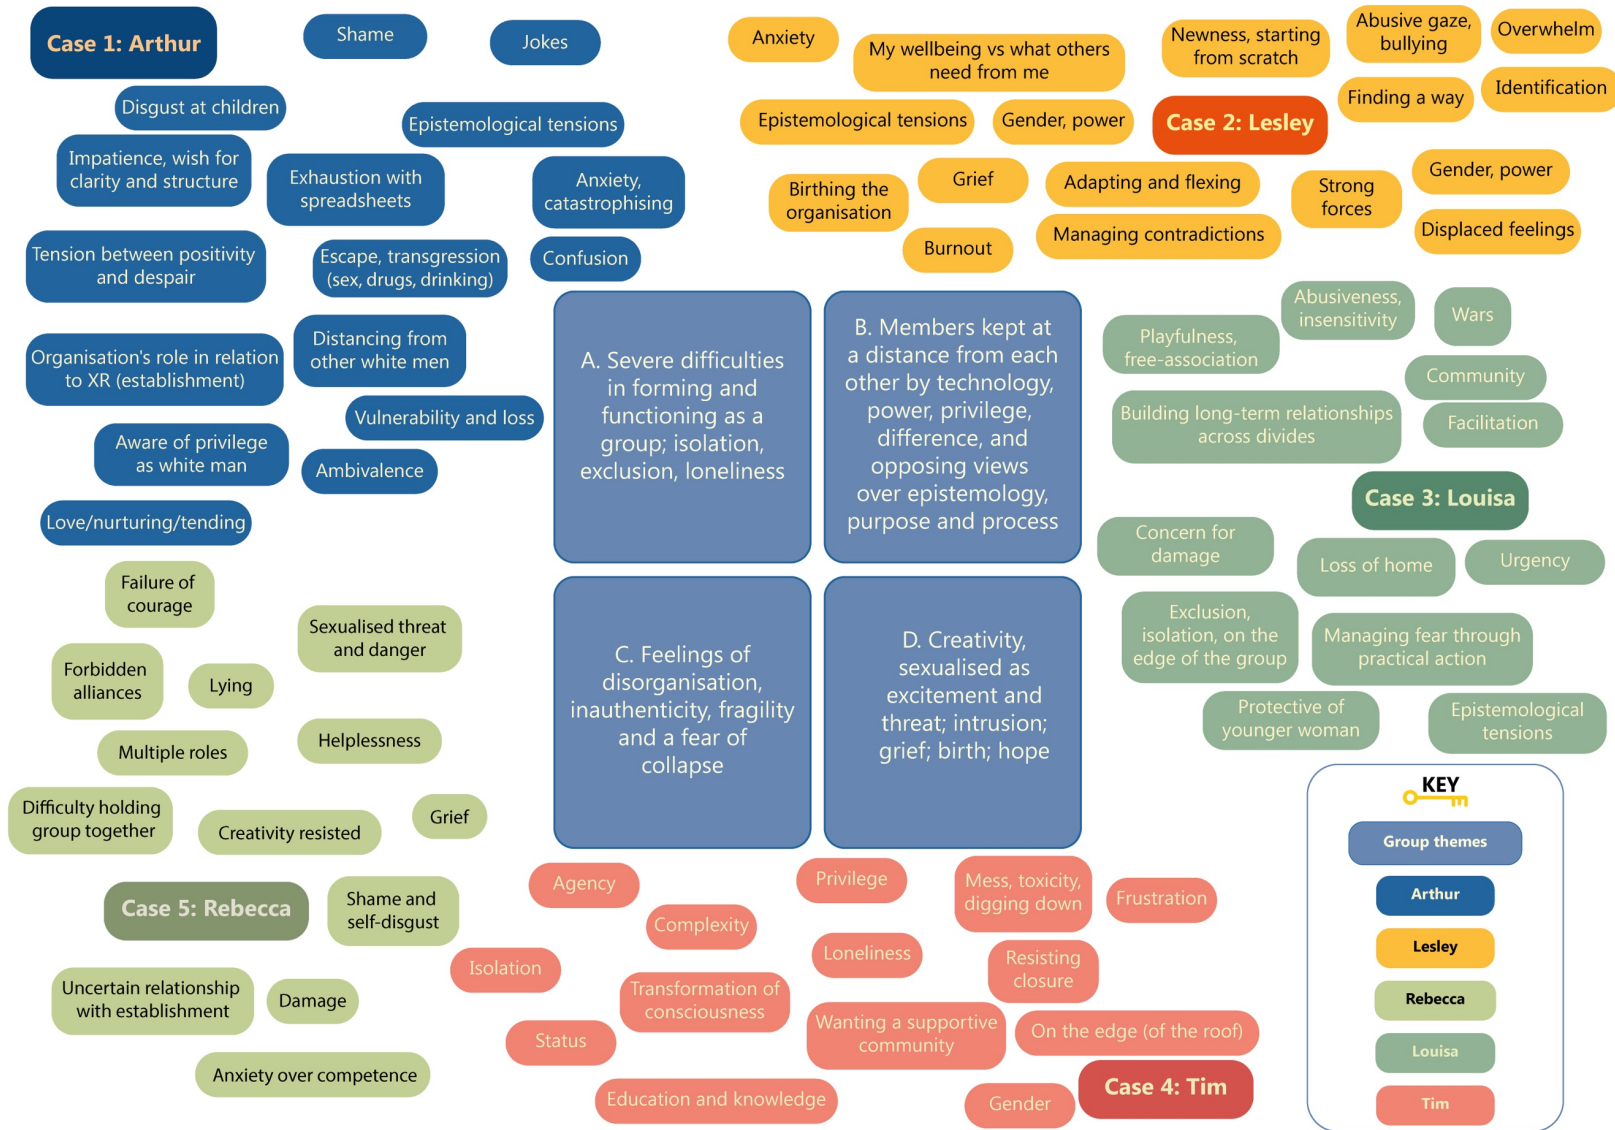 Case 1: Arthur
Shame
Jokes
Disgust at children
Epistemological tensions
Impatience, wish for
clarity and structure
Exhaustion with
spreadsheets
Anxiety,
catastrophising
Tension between positivity
and despair
Escape, transgression
(sex, drugs, drinking)
Confusion
Organisation's role in relation
to XR (establishment)
Distancing from
other white men
Vulnerability and loss
Aware of privilege
as white man
Ambivalence
Love/nurturing/tending
Anxiety
My wellbeing vs what others
need from me
Newness, starting
from scratch
Abusive gaze,
bullying
Overwhelm
Finding a way
Identification
Epistemological tensions
Gender, power
Case 2: Lesley
Birthing the
organisation
Grief
Adapting and flexing
Strong
forces
Gender, power
Burnout
Managing contradictions
Displaced feelings
A. Severe difficulties
in forming and
functioning as a
group; isolation,
exclusion, loneliness
B. Members kept at
a distance from each
other by technology,
power, privilege,
difference, and
opposing views
over epistemology,
purpose and process
C. Feelings of
disorganisation,
inauthenticity, fragility
and a fear of
collapse
D. Creativity,
sexualised as
excitement and
threat; intrusion;
grief; birth; hope
Playfulness,
free-association
Abusiveness,
insensitivity
Wars
Community
Building long-term relationships
across divides
Facilitation
Case 3: Louisa
Concern for
damage
Loss of home
Urgency
Exclusion,
isolation, on the
edge of the group
Managing fear through
practical action
Protective of
younger woman
Epistemological
tensions
Failure of
courage
Sexualised threat
and danger
Forbidden
alliances
Lying
Multiple roles
Helplessness
Difficulty holding
group together
Creativity resisted
Grief
Case 5: Rebecca
Shame and
self-disgust
Uncertain relationship
with establishment
Damage
Anxiety over competence
Agency
Privilege
Mess, toxicity,
digging down
Frustration
Complexity
Loneliness
Isolation
Resisting
closure
Transformation of
consciousness
Status
Wanting a supportive
community
On the edge (of the roof)
Education and knowledge
Gender
Case 4: Tim
KEY
Group themes
Arthur
Lesley
Rebecca
Louisa
Tim